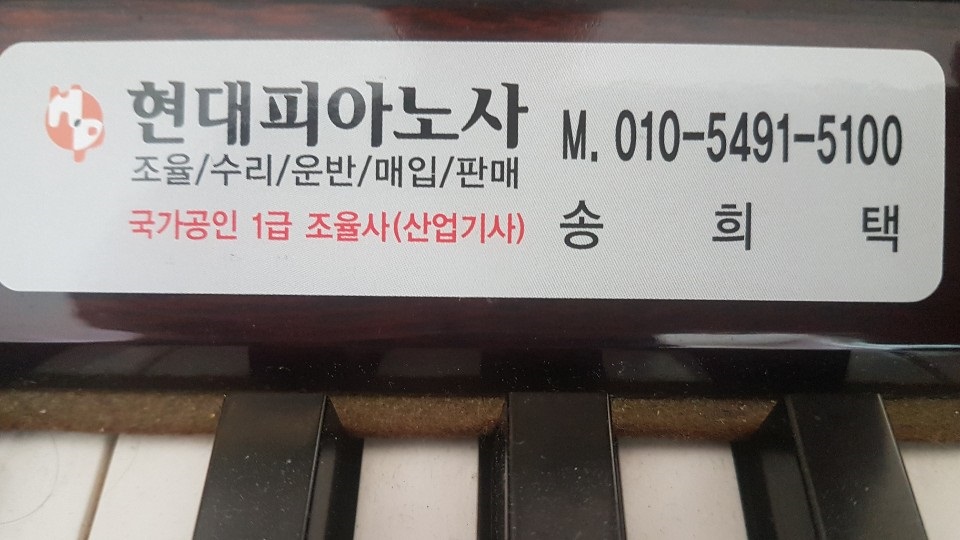 현대피아노사
조율/수리/운반/매입/판매
국가공인 1급 조율사(산업기사)
M. 010-5491-5100
송 희 택